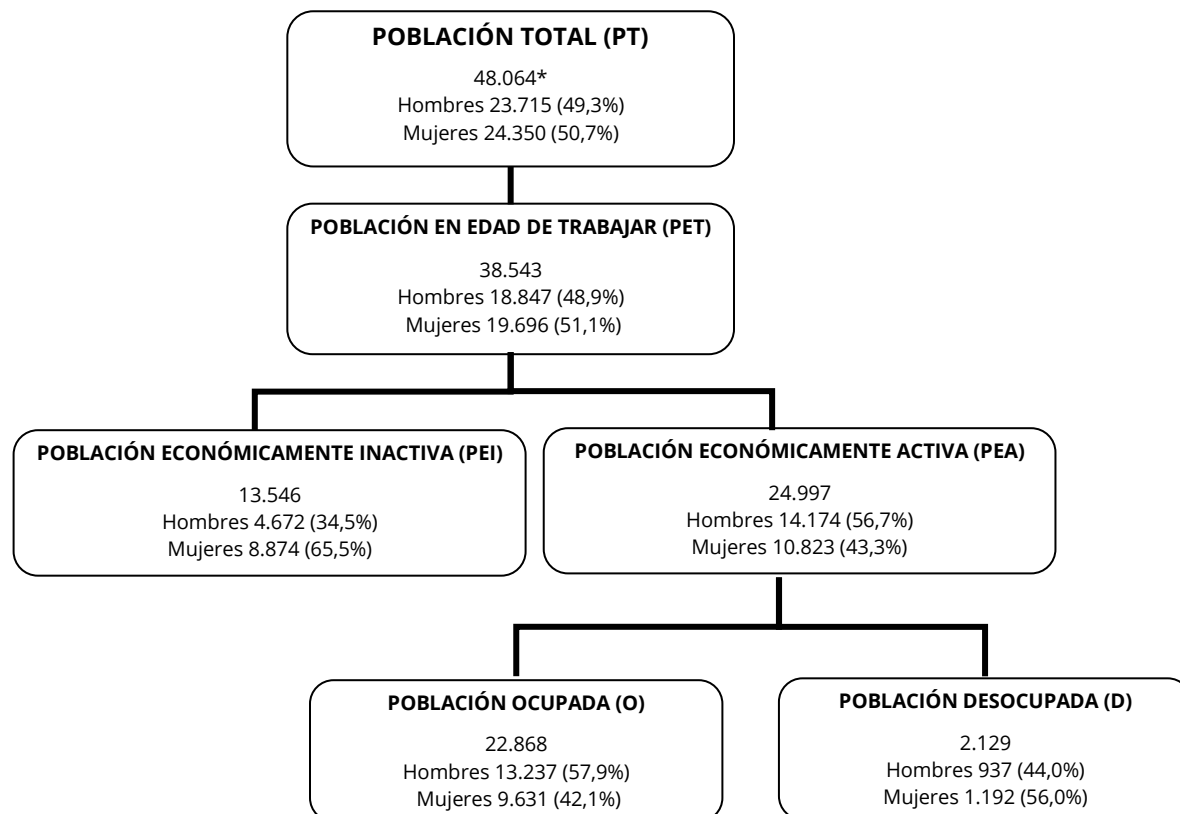 POBLACIÓN TOTAL (PT)
48.064*
Hombres 23.715 (49,3%)
Mujeres 24.350 (50,7%)
POBLACIÓN EN EDAD DE TRABAJAR (PET)
38.543
Hombres 18.847 (48,9%)
Mujeres 19.696 (51,1%)
POBLACIÓN ECONÓMICAMENTE INACTIVA (PEI)
13.546
Hombres 4.672 (34,5%)
Mujeres 8.874 (65,5%)
POBLACIÓN ECONÓMICAMENTE ACTIVA (PEA)
24.997
Hombres 14.174 (56,7%)
Mujeres 10.823 (43,3%)
POBLACIÓN OCUPADA (O)
22.868
Hombres 13.237 (57,9%)
Mujeres 9.631 (42,1%)
POBLACIÓN DESOCUPADA (D)
2.129
Hombres 937 (44,0%)
Mujeres 1.192 (56,0%)